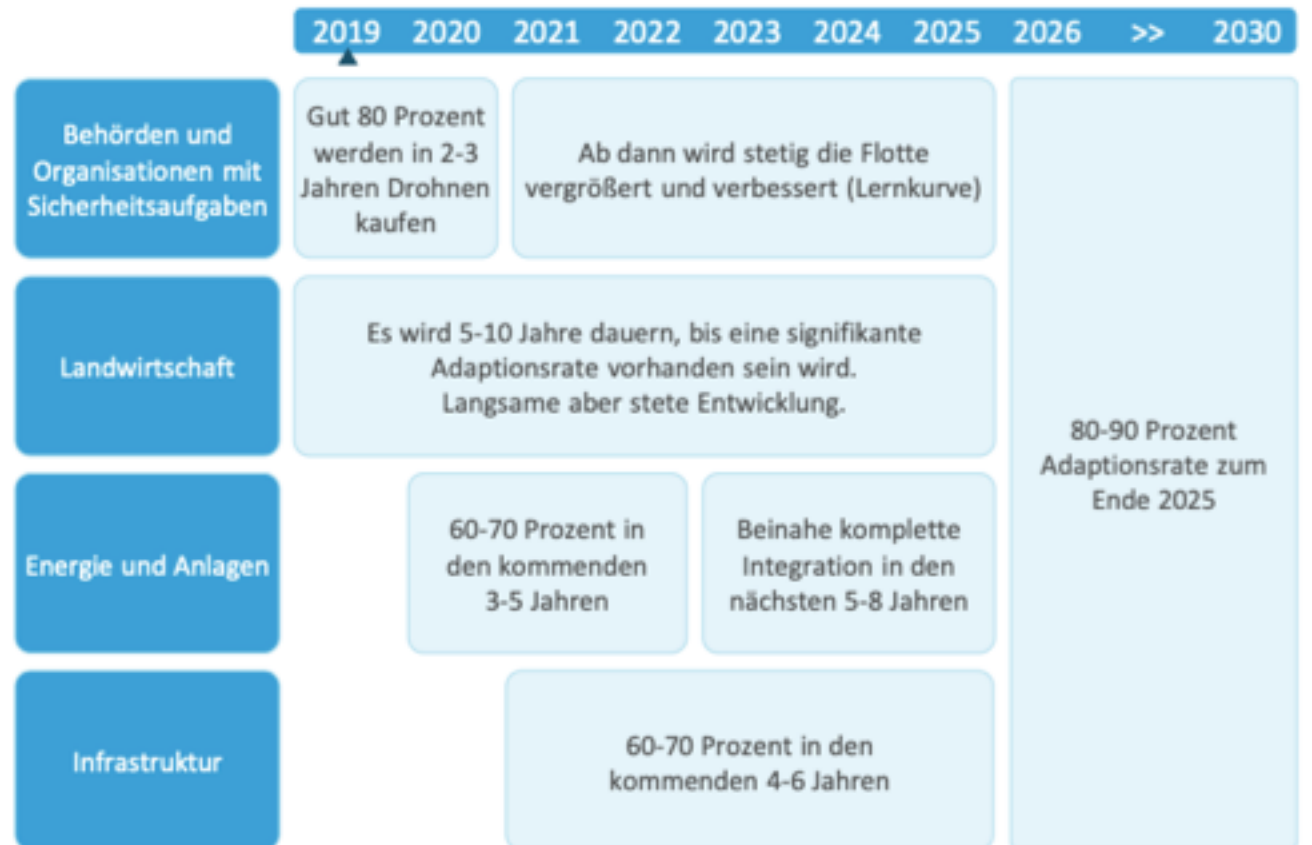 2019 2020 2021 2022 2023 2024 2025 2026 >> 2030
Behörden und
Organisationen mit
Sicherheitsaufgaben
Gut 80 Prozent
werden in 2-3
Jahren Drohnen
kaufen
Ab dann wird stetig die Flotte
vergrößert und verbessert (Lernkurve)
Landwirtschaft
Es wird 5-10 Jahre dauern, bis eine signifikante
Adaptionsrate vorhanden sein wird.
Langsame aber stete Entwicklung.
Energie und Anlagen
60-70 Prozent in
den kommenden
3-5 Jahren
Beinahe komplette
Integration in den
nächsten 5-8 Jahren
Infrastruktur
60-70 Prozent in den
kommenden 4-6 Jahren
80-90 Prozent
Adaptionsrate zum
Ende 2025